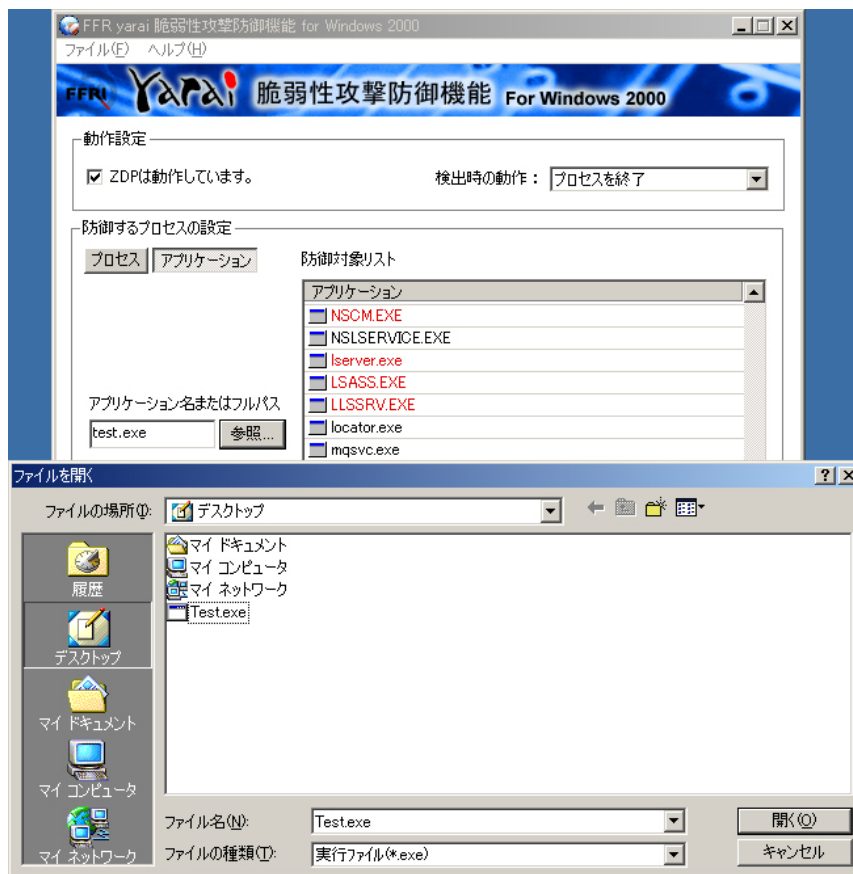 FFR yarai 脆弱性攻撃防御機能 for Windows 2000
ファイル(F) ヘルプ(H)
FFRI Yarai 脆弱性攻撃防御機能 For Windows 2000
動作設定
ZDPは動作しています。 検出時の動作： プロセスを終了
防御するプロセスの設定
プロセス アプリケーション 防御対象リスト
アプリケーション
NSCM.EXE
NSLSERVICE.EXE
lserver.exe
LSASS.EXE
アプリケーション名またはフルパス LLSSRV.EXE
test.exe 参照... locator.exe
mqsvc.exe
ファイルを開く
ファイルの場所(I): デスクトップ
マイ ドキュメント
マイ コンピュータ
マイ ネットワーク
Test.exe
履歴
デスクトップ
マイ ドキュメント
マイ コンピュータ
マイ ネットワーク
ファイル名(N): Test.exe 開く(O)
ファイルの種類(T): 実行ファイル(*.exe) キャンセル